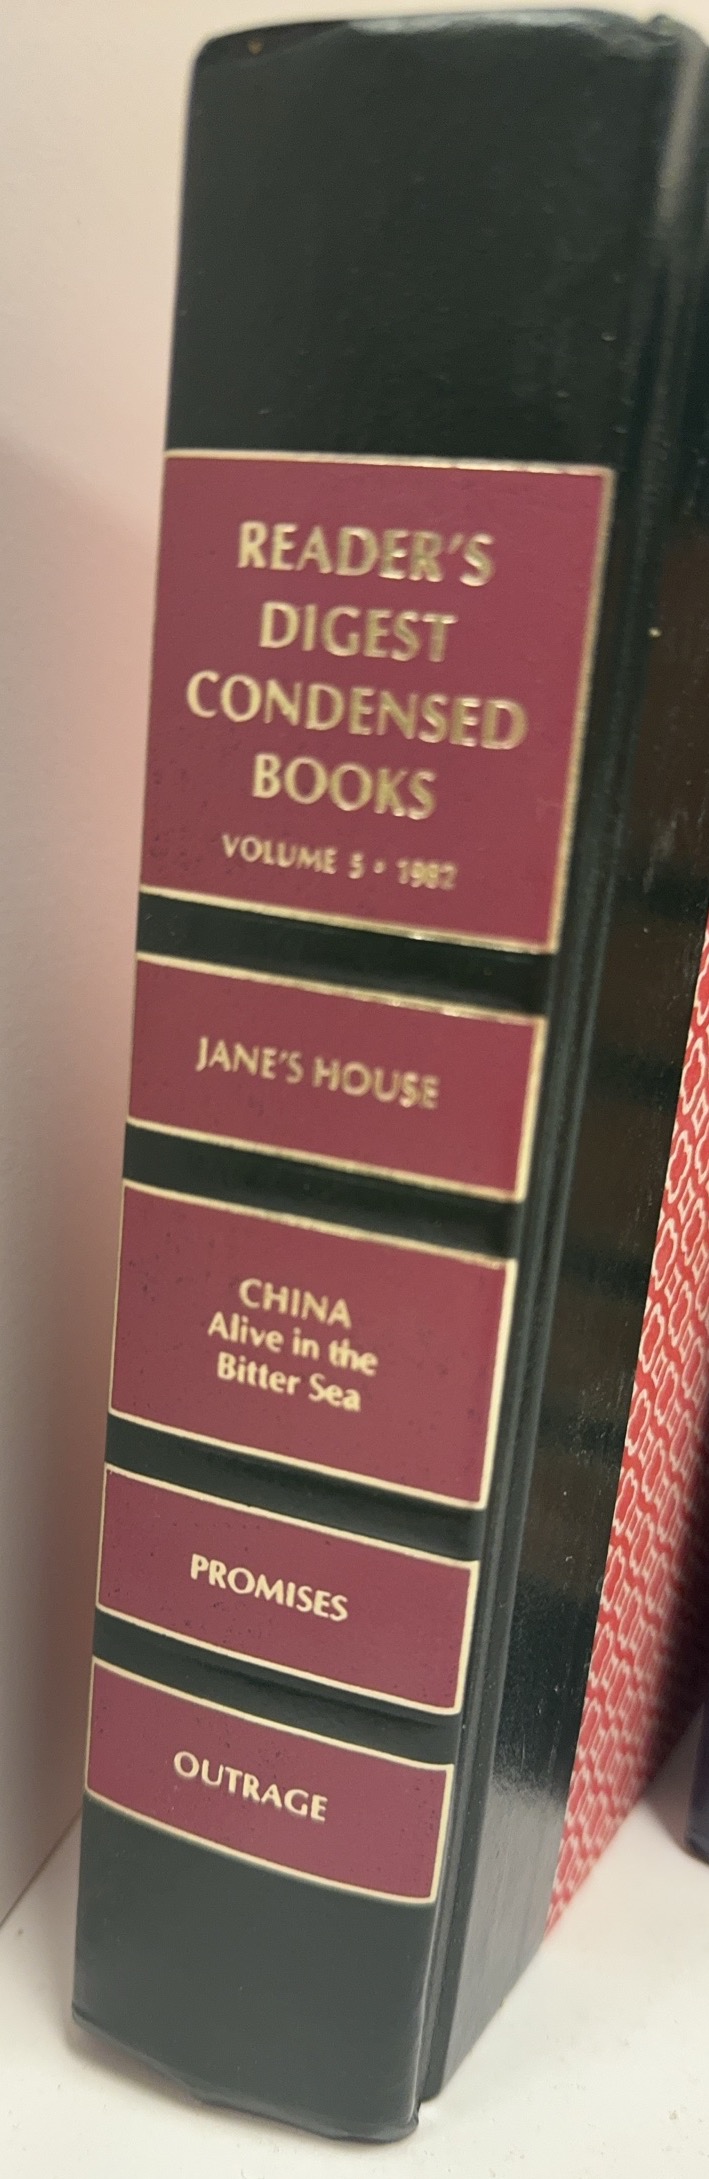 READER'S
DIGEST
CONDENSED
BOOKS
VOLUME 5 • 1982
JANE'S HOUSE
CHINA
Alive in the
Bitter Sea
PROMISES
OUTRAGE